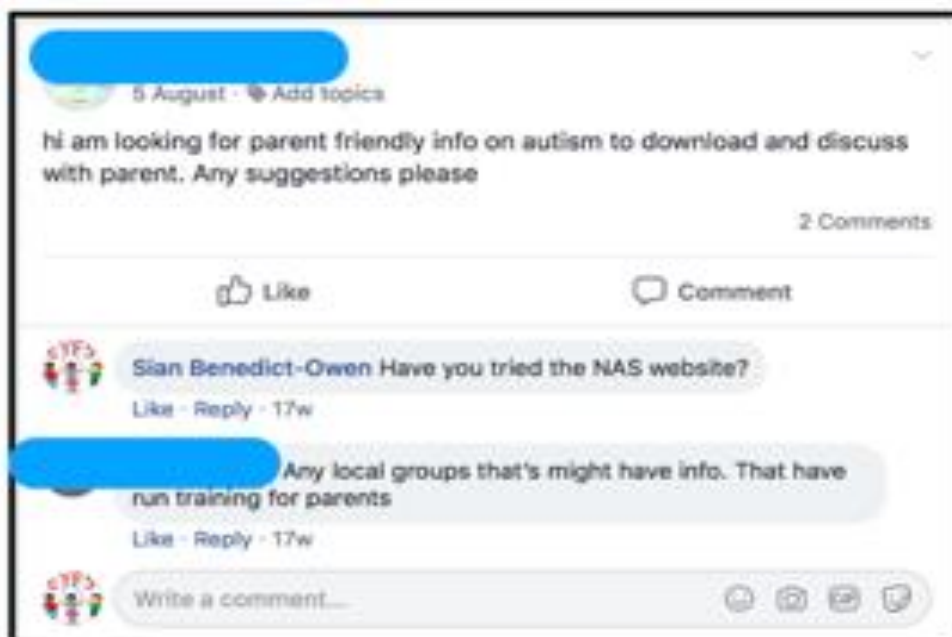 5 August · Add topics
hi am looking for parent friendly info on autism to download and discuss
with parent. Any suggestions please
2 Comments
Like
Comment
Sian Benedict-Owen Have you tried the NAS website?
Like · Reply · 17w
Any local groups that's might have info. That have
run training for parents
Like · Reply · 17w
Write a comment...
GIF